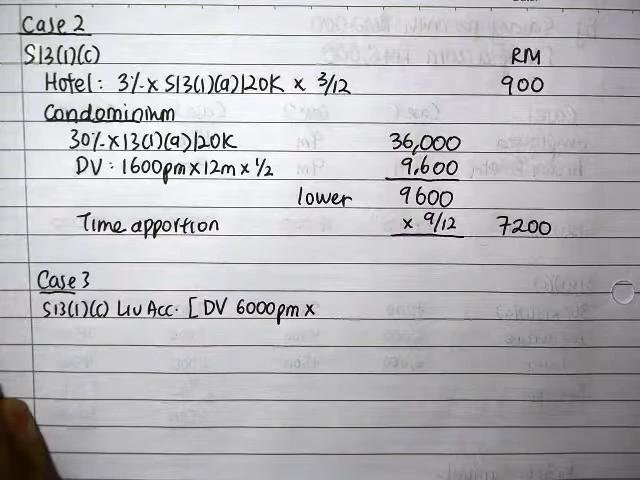 Case 2
S13(1)(c) RM
Hotel: 3% x S13(1)(a)120K x 3/12 900
Condominium
30% x 13(1)(a)120K 36,000
DV: 1600pm x 12m x 1/2 9,600
lower 9600
Time apportion x 9/12 7200
Case 3
S13(1)(c) Liv Acc. [DV 6000pm x